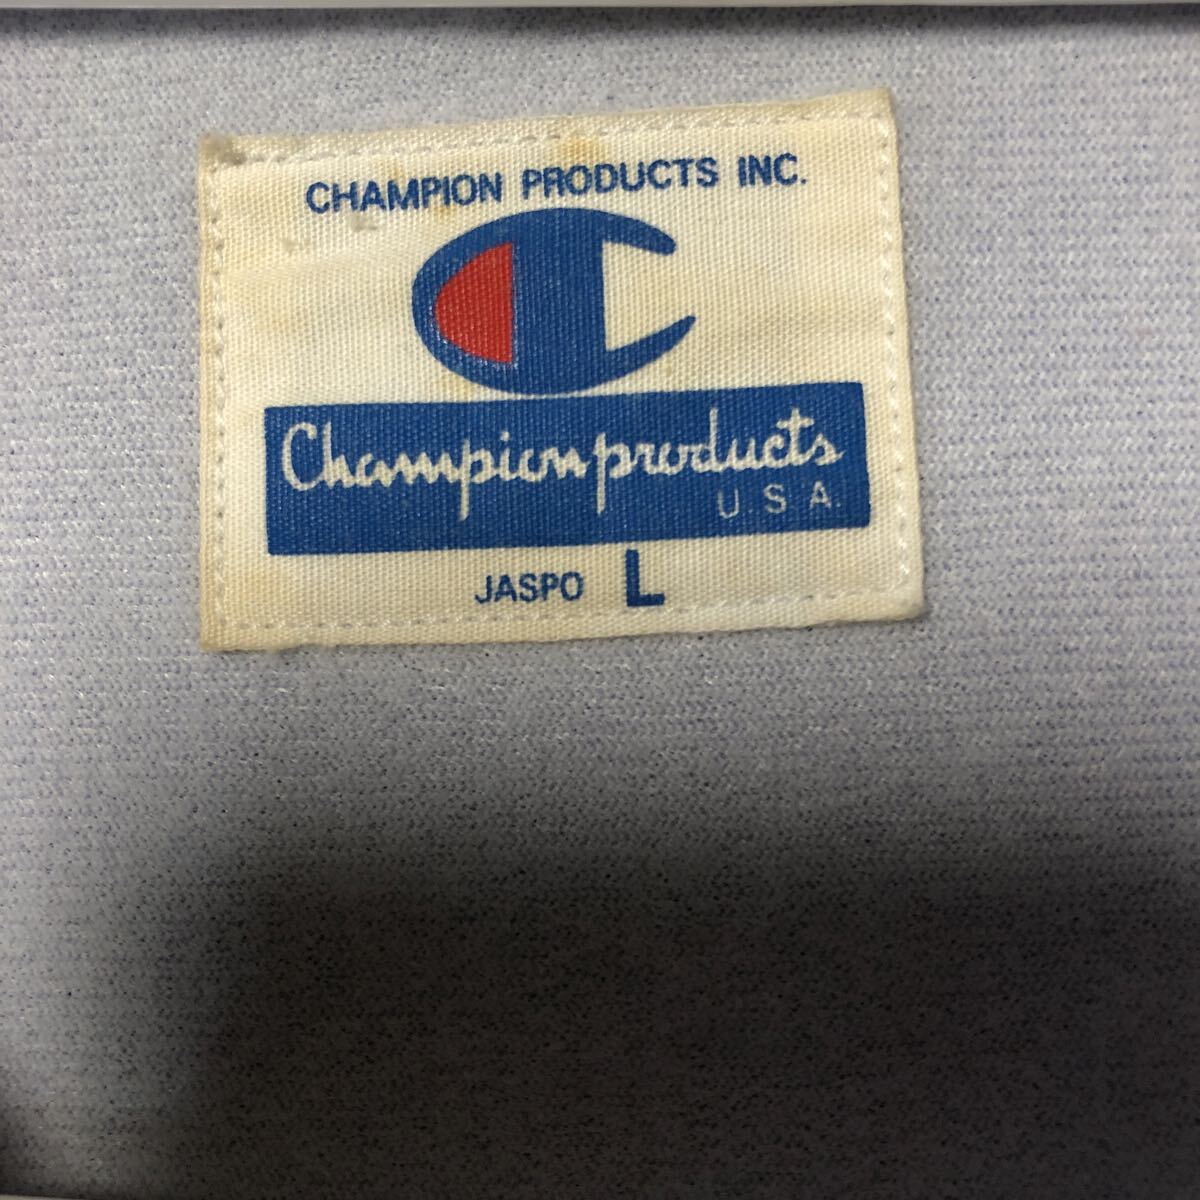 CHAMPION PRODUCTS INC.
Champion products
U.S.A.
JASPO L